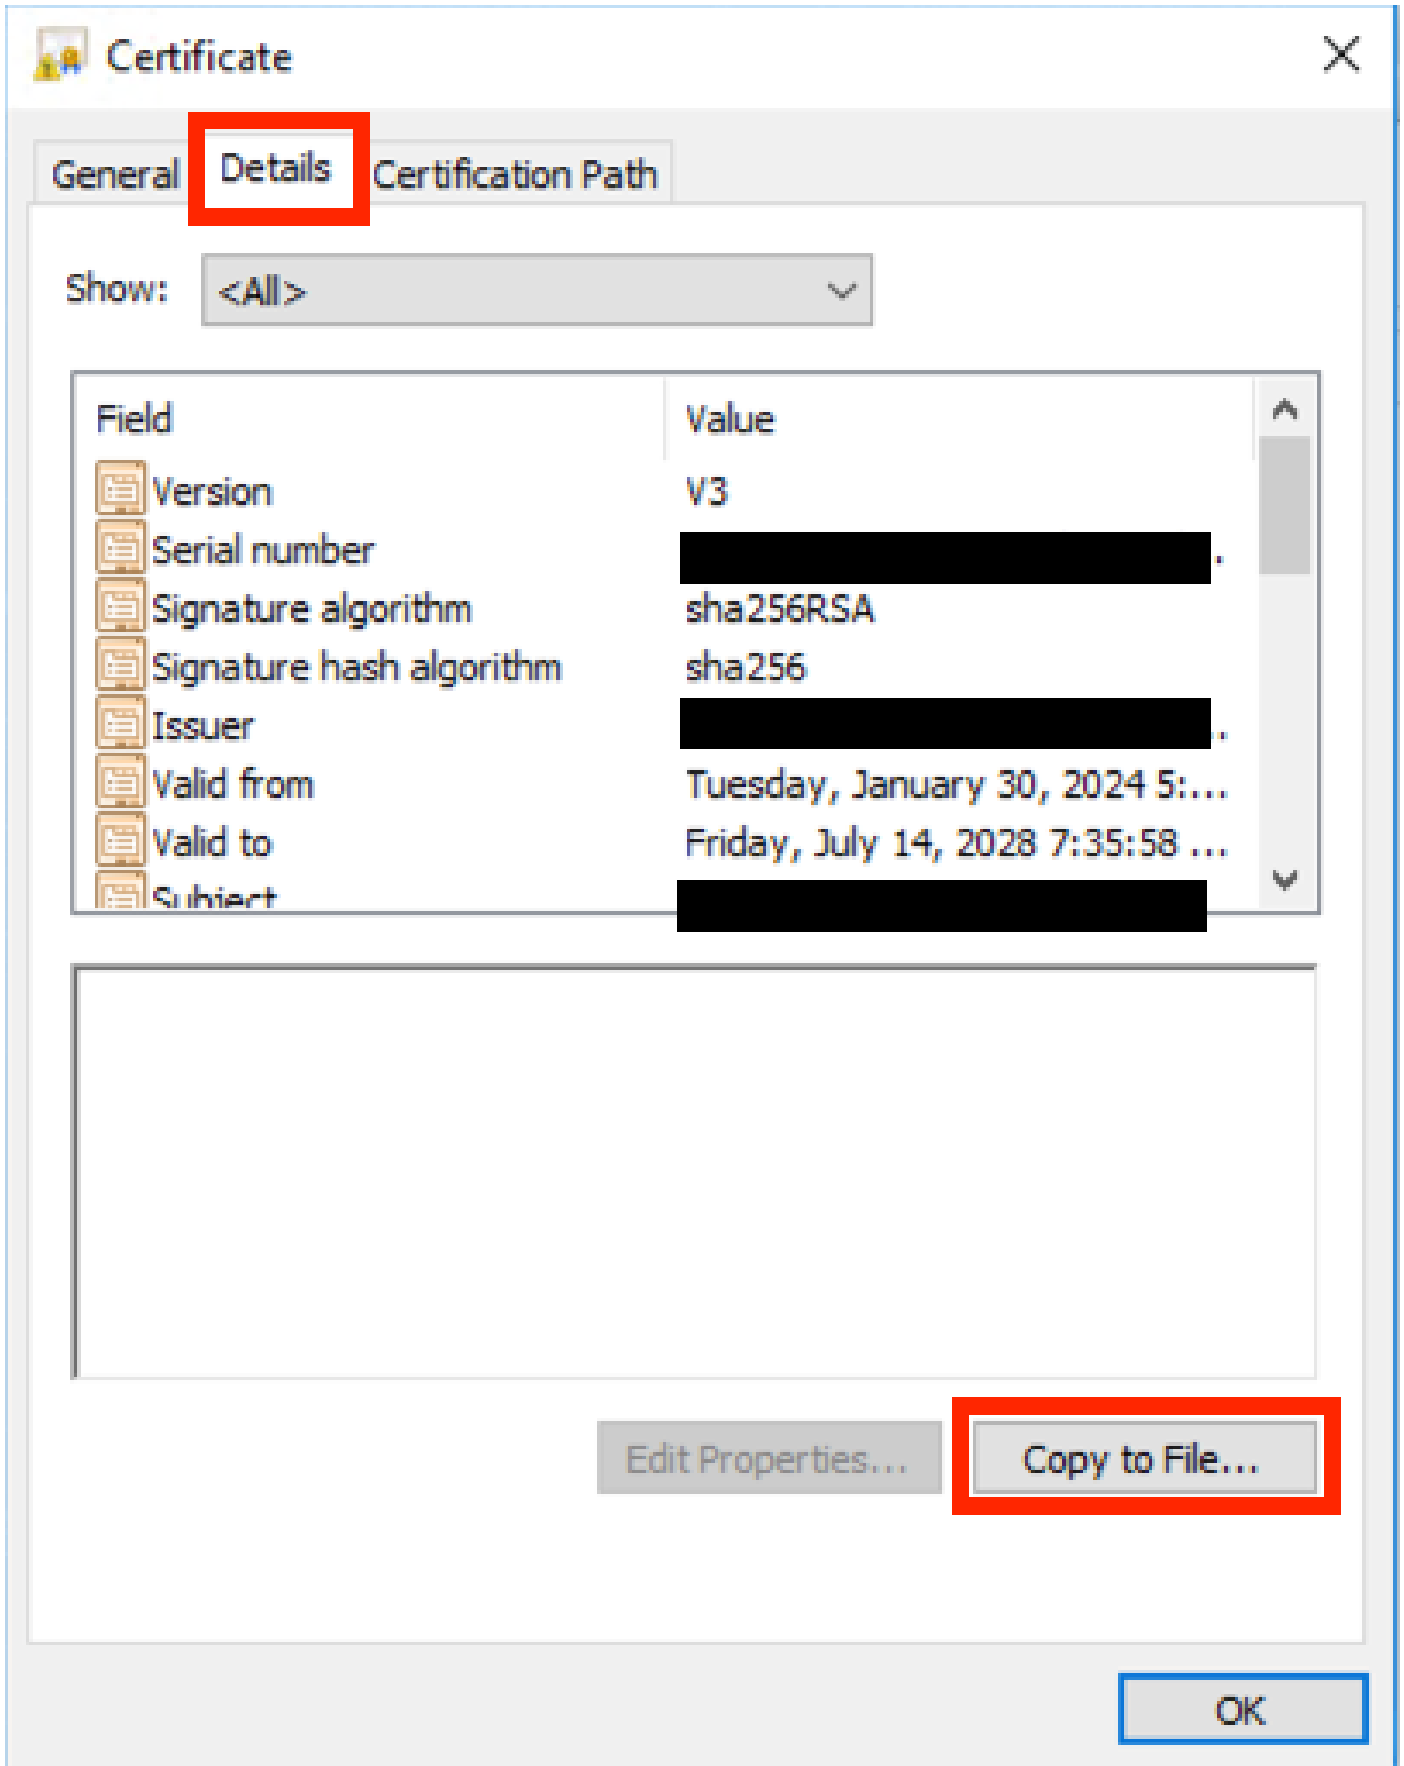 Certificate
General Details Certification Path
Show: <All>
Field Value
Version V3
Serial number .
Signature algorithm sha256RSA
Signature hash algorithm sha256
Issuer ..
Valid from Tuesday, January 30, 2024 5:...
Valid to Friday, July 14, 2028 7:35:58 ...
Subject
Edit Properties... Copy to File...
OK